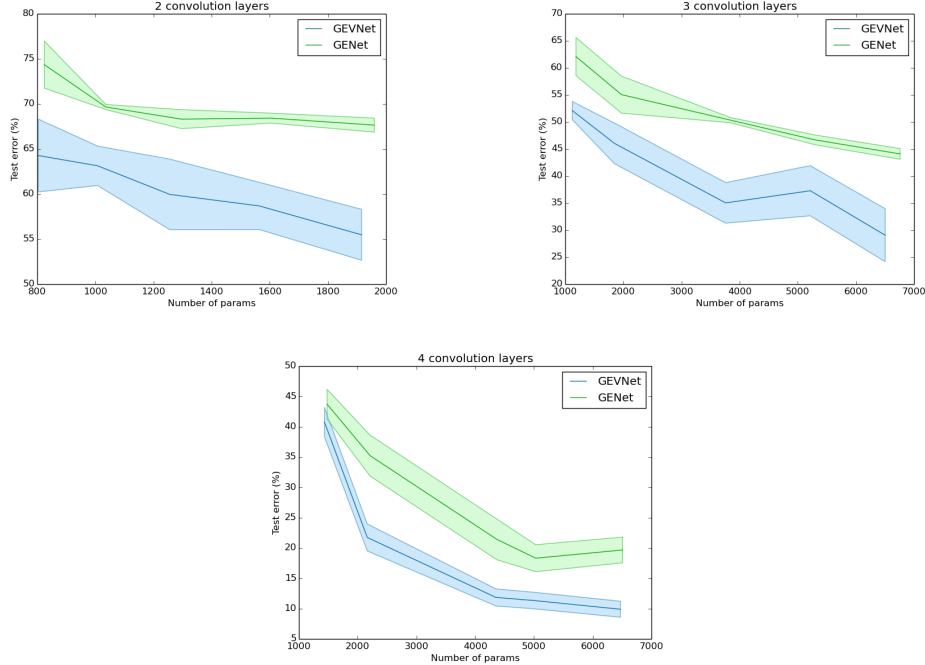 2 convolution layers
80
75
70
65
60
55
50
Test error (%)
GEVNet
GENet
800 1000 1200 1400 1600 1800 2000
Number of params
3 convolution layers
70
65
60
55
50
45
40
35
30
25
20
Test error (%)
GEVNet
GENet
1000 2000 3000 4000 5000 6000 7000
Number of params
4 convolution layers
50
45
40
35
30
25
20
15
10
5
Test error (%)
GEVNet
GENet
1000 2000 3000 4000 5000 6000 7000
Number of params